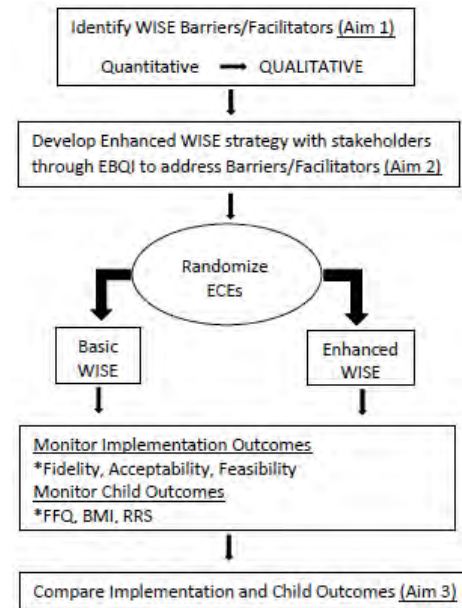 Identify WISE Barriers/Facilitators (Aim 1)
Quantitative → QUALITATIVE
Develop Enhanced WISE strategy with stakeholders
through EBQI to address Barriers/Facilitators (Aim 2)
Randomize
ECEs
Basic
WISE
Enhanced
WISE
Monitor Implementation Outcomes
*Fidelity, Acceptability, Feasibility
Monitor Child Outcomes
*FFQ, BMI, RRS
Compare Implementation and Child Outcomes (Aim 3)